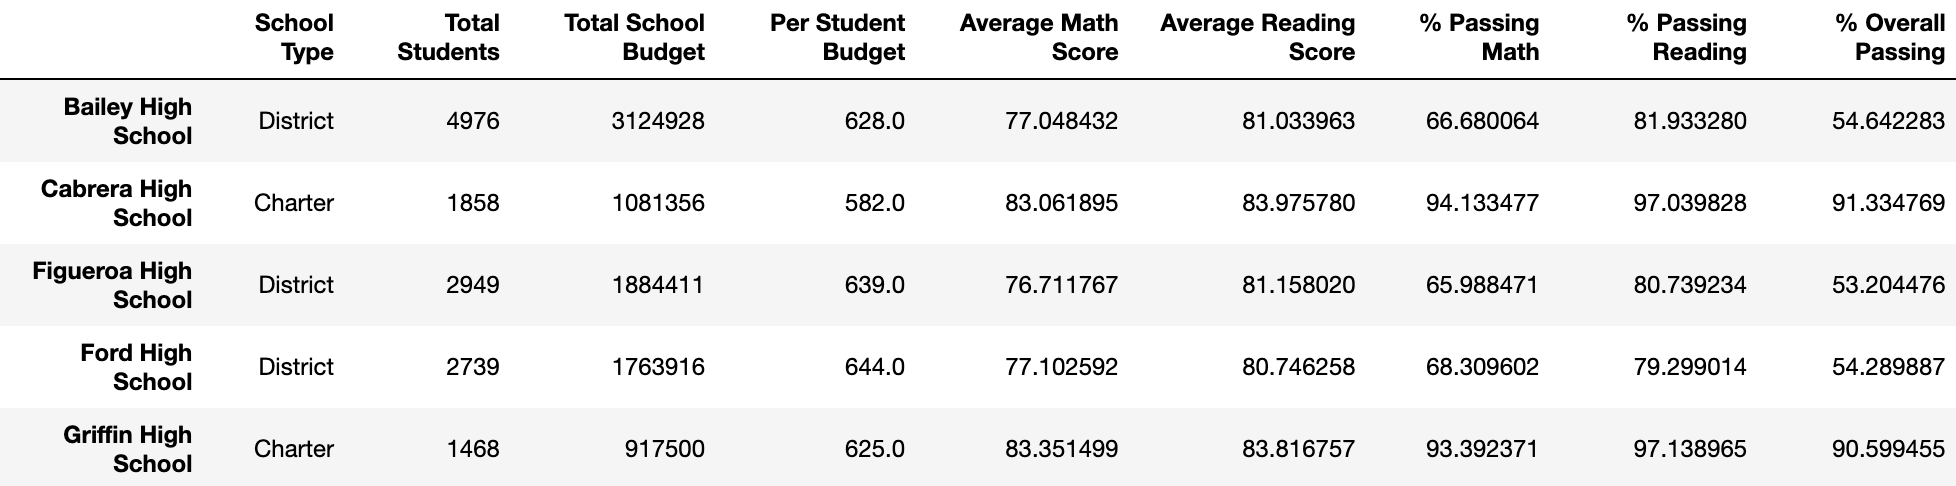 School Type Total Students Total School Budget Per Student Budget Average Math Score Average Reading Score % Passing Math % Passing Reading % Overall Passing
Bailey High School District 4976 3124928 628.0 77.048432 81.033963 66.680064 81.933280 54.642283
Cabrera High School Charter 1858 1081356 582.0 83.061895 83.975780 94.133477 97.039828 91.334769
Figueroa High School District 2949 1884411 639.0 76.711767 81.158020 65.988471 80.739234 53.204476
Ford High School District 2739 1763916 644.0 77.102592 80.746258 68.309602 79.299014 54.289887
Griffin High School Charter 1468 917500 625.0 83.351499 83.816757 93.392371 97.138965 90.599455